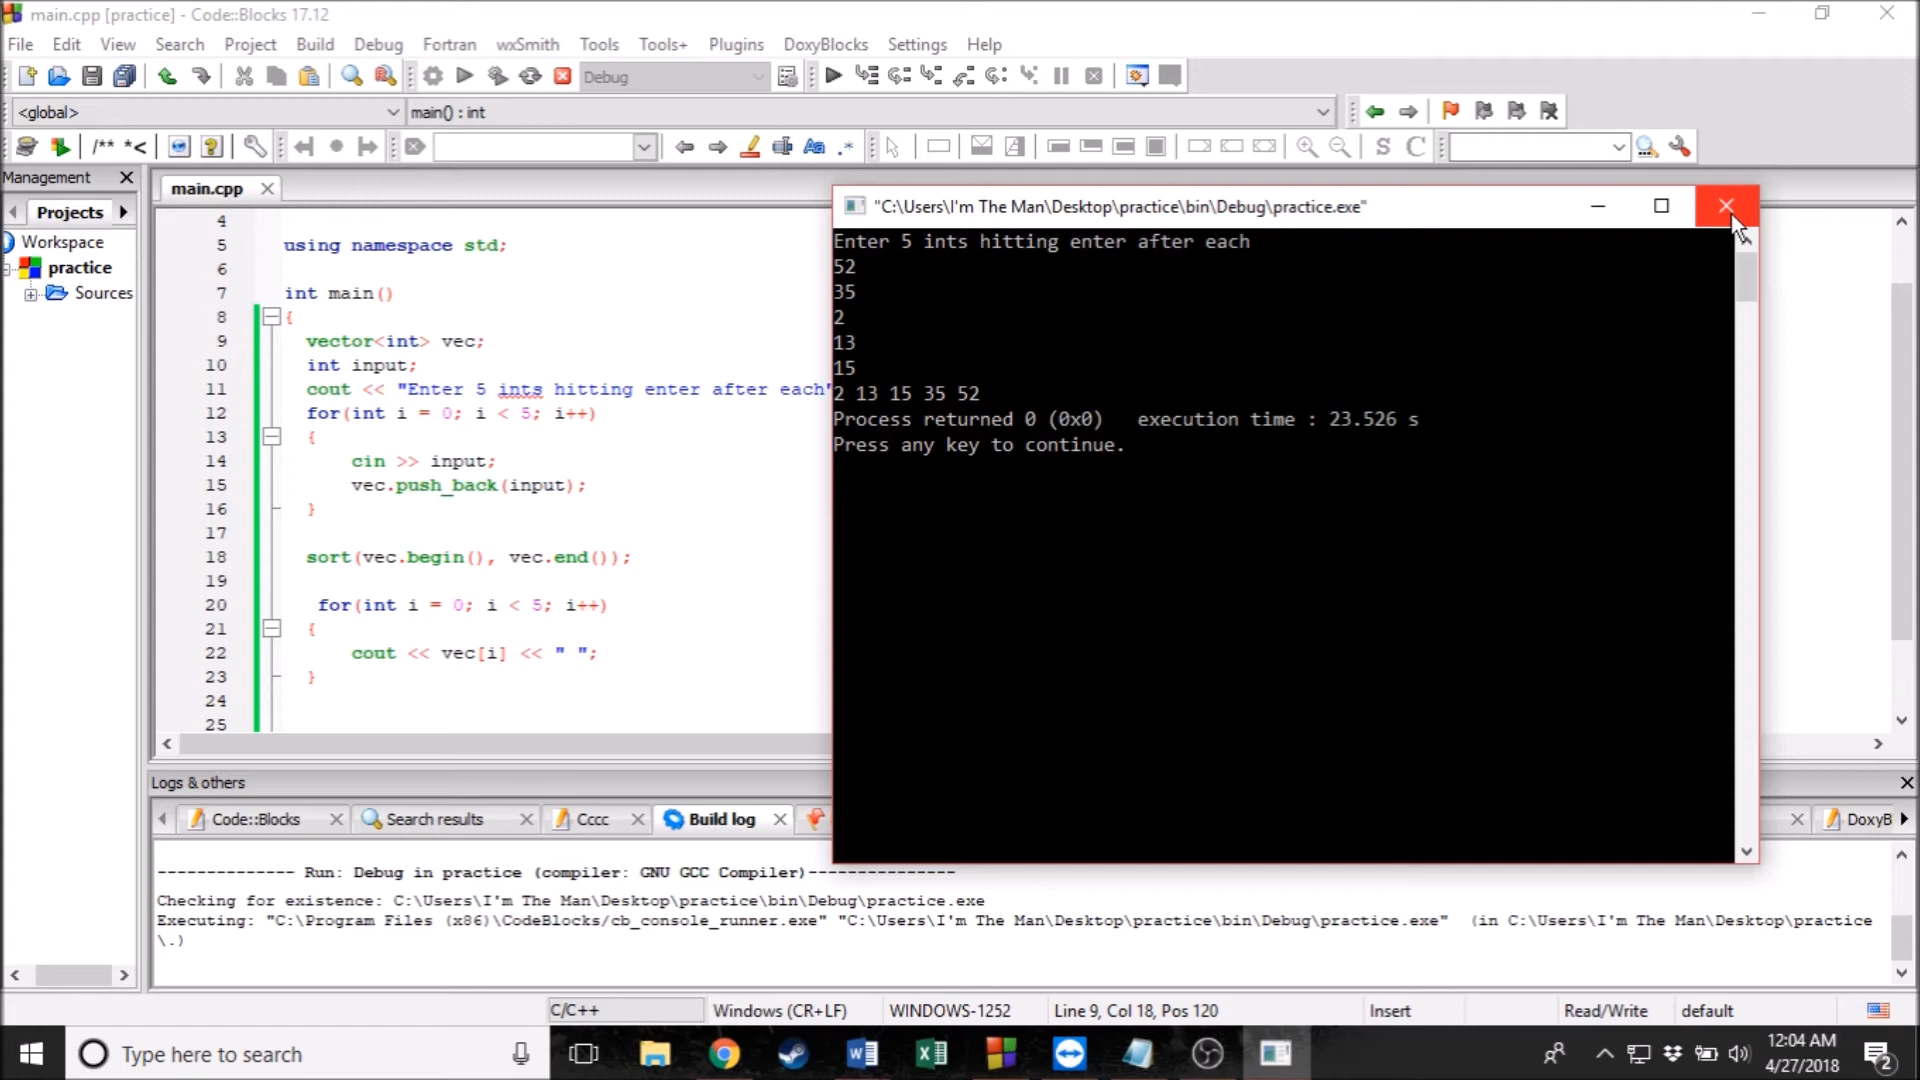 main.cpp [practice] - Code::Blocks 17.12
File Edit View Search Project Build Debug Fortran wxSmith Tools Tools+ Plugins DoxyBlocks Settings Help
Debug
<global> main() : int
/** *<
Aa .* S C
Management
Projects
Workspace
practice
Sources
main.cpp
4
5 using namespace std;
6
7 int main()
8 {
9 vector<int> vec;
10 int input;
11 cout << "Enter 5 ints hitting enter after each"
12 for(int i = 0; i < 5; i++)
13 {
14 cin >> input;
15 vec.push_back(input);
16 }
17
18 sort(vec.begin(), vec.end());
19
20 for(int i = 0; i < 5; i++)
21 {
22 cout << vec[i] << " ";
23 }
24
25
"C:\Users\I'm The Man\Desktop\practice\bin\Debug\practice.exe"
Enter 5 ints hitting enter after each
52
35
2
13
15
2 13 15 35 52
Process returned 0 (0x0)   execution time : 23.526 s
Press any key to continue.
Logs & others
Code::Blocks Search results Cccc Build log DoxyB
-------------- Run: Debug in practice (compiler: GNU GCC Compiler)---------------
Checking for existence: C:\Users\I'm The Man\Desktop\practice\bin\Debug\practice.exe
Executing: "C:\Program Files (x86)\CodeBlocks/cb_console_runner.exe" "C:\Users\I'm The Man\Desktop\practice\bin\Debug\practice.exe"  (in C:\Users\I'm The Man\Desktop\practice
\.)
C/C++ Windows (CR+LF) WINDOWS-1252 Line 9, Col 18, Pos 120 Insert Read/Write default
Type here to search
12:04 AM
4/27/2018
2